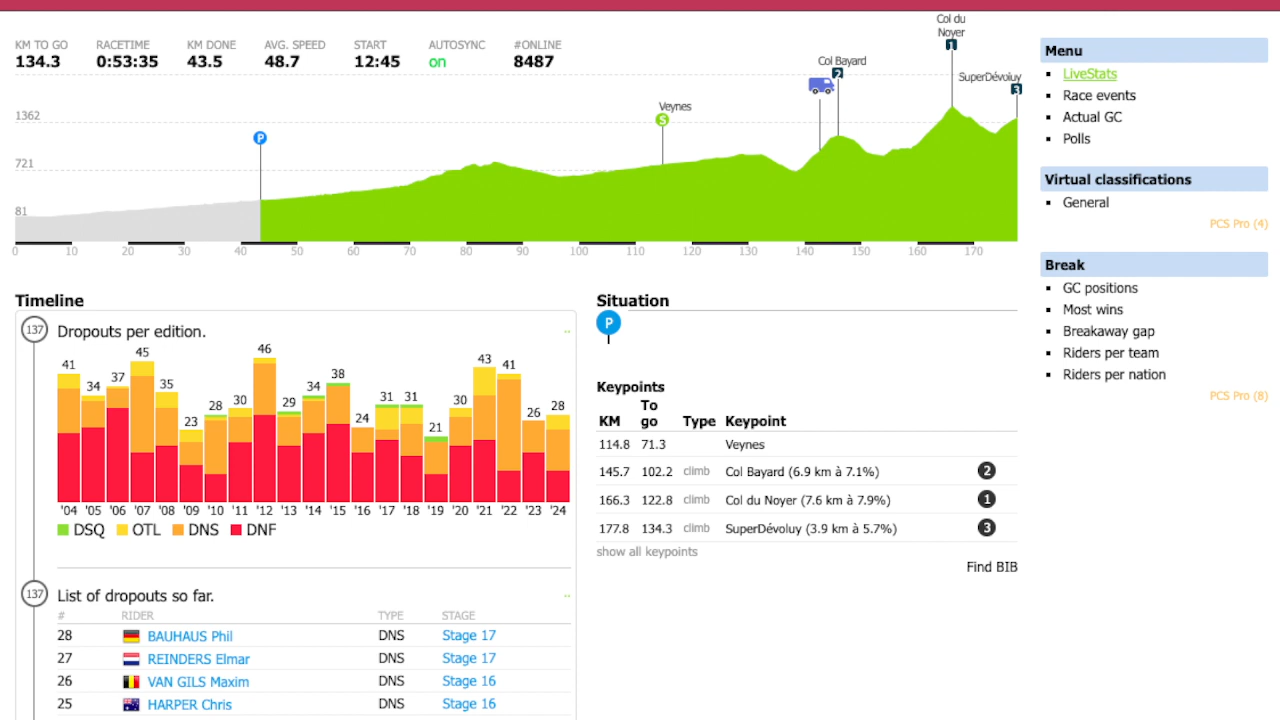 KM TO GO RACETIME KM DONE AVG. SPEED START AUTOSYNC #ONLINE
134.3 0:53:35 43.5 48.7 12:45 on 8487
Col du
Noyer
1
Col Bayard
2
SuperDévoluy
3
Veynes
S
P
1362
721
81
0 10 20 30 40 50 60 70 80 90 100 110 120 130 140 150 160 170
Menu
LiveStats
Race events
Actual GC
Polls
Virtual classifications
General
PCS Pro (4)
Break
GC positions
Most wins
Breakaway gap
Riders per team
Riders per nation
PCS Pro (8)
Timeline
137
Dropouts per edition.
41 34 37 45 35 23 28 30 46 29 34 38 24 31 31 21 30 43 41 26 28
'04 '05 '06 '07 '08 '09 '10 '11 '12 '13 '14 '15 '16 '17 '18 '19 '20 '21 '22 '23 '24
DSQ OTL DNS DNF
137
List of dropouts so far.
# RIDER TYPE STAGE
28 BAUHAUS Phil DNS Stage 17
27 REINDERS Elmar DNS Stage 17
26 VAN GILS Maxim DNS Stage 16
25 HARPER Chris DNS Stage 16
Situation
P
Keypoints
KM To go Type Keypoint
114.8 71.3 Veynes
145.7 102.2 climb Col Bayard (6.9 km à 7.1%) 2
166.3 122.8 climb Col du Noyer (7.6 km à 7.9%) 1
177.8 134.3 climb SuperDévoluy (3.9 km à 5.7%) 3
show all keypoints
Find BIB